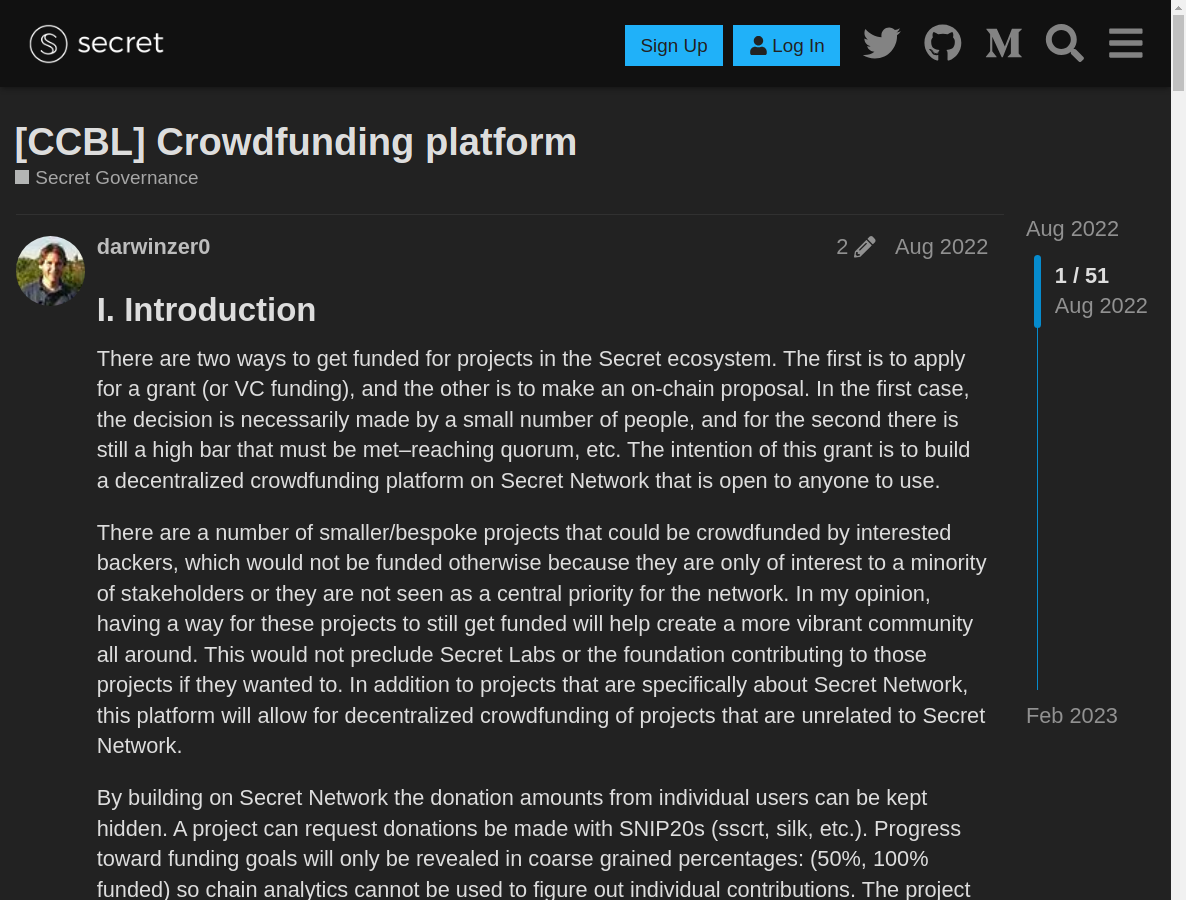 secret
Sign Up
Log In
[CCBL] Crowdfunding platform
Secret Governance
darwinzer0
2
Aug 2022
Aug 2022
1 / 51
Aug 2022
Feb 2023
I. Introduction
There are two ways to get funded for projects in the Secret ecosystem. The first is to apply
for a grant (or VC funding), and the other is to make an on-chain proposal. In the first case,
the decision is necessarily made by a small number of people, and for the second there is
still a high bar that must be met–reaching quorum, etc. The intention of this grant is to build
a decentralized crowdfunding platform on Secret Network that is open to anyone to use.
There are a number of smaller/bespoke projects that could be crowdfunded by interested
backers, which would not be funded otherwise because they are only of interest to a minority
of stakeholders or they are not seen as a central priority for the network. In my opinion,
having a way for these projects to still get funded will help create a more vibrant community
all around. This would not preclude Secret Labs or the foundation contributing to those
projects if they wanted to. In addition to projects that are specifically about Secret Network,
this platform will allow for decentralized crowdfunding of projects that are unrelated to Secret
Network.
By building on Secret Network the donation amounts from individual users can be kept
hidden. A project can request donations be made with SNIP20s (sscrt, silk, etc.). Progress
toward funding goals will only be revealed in coarse grained percentages: (50%, 100%
funded) so chain analytics cannot be used to figure out individual contributions. The project